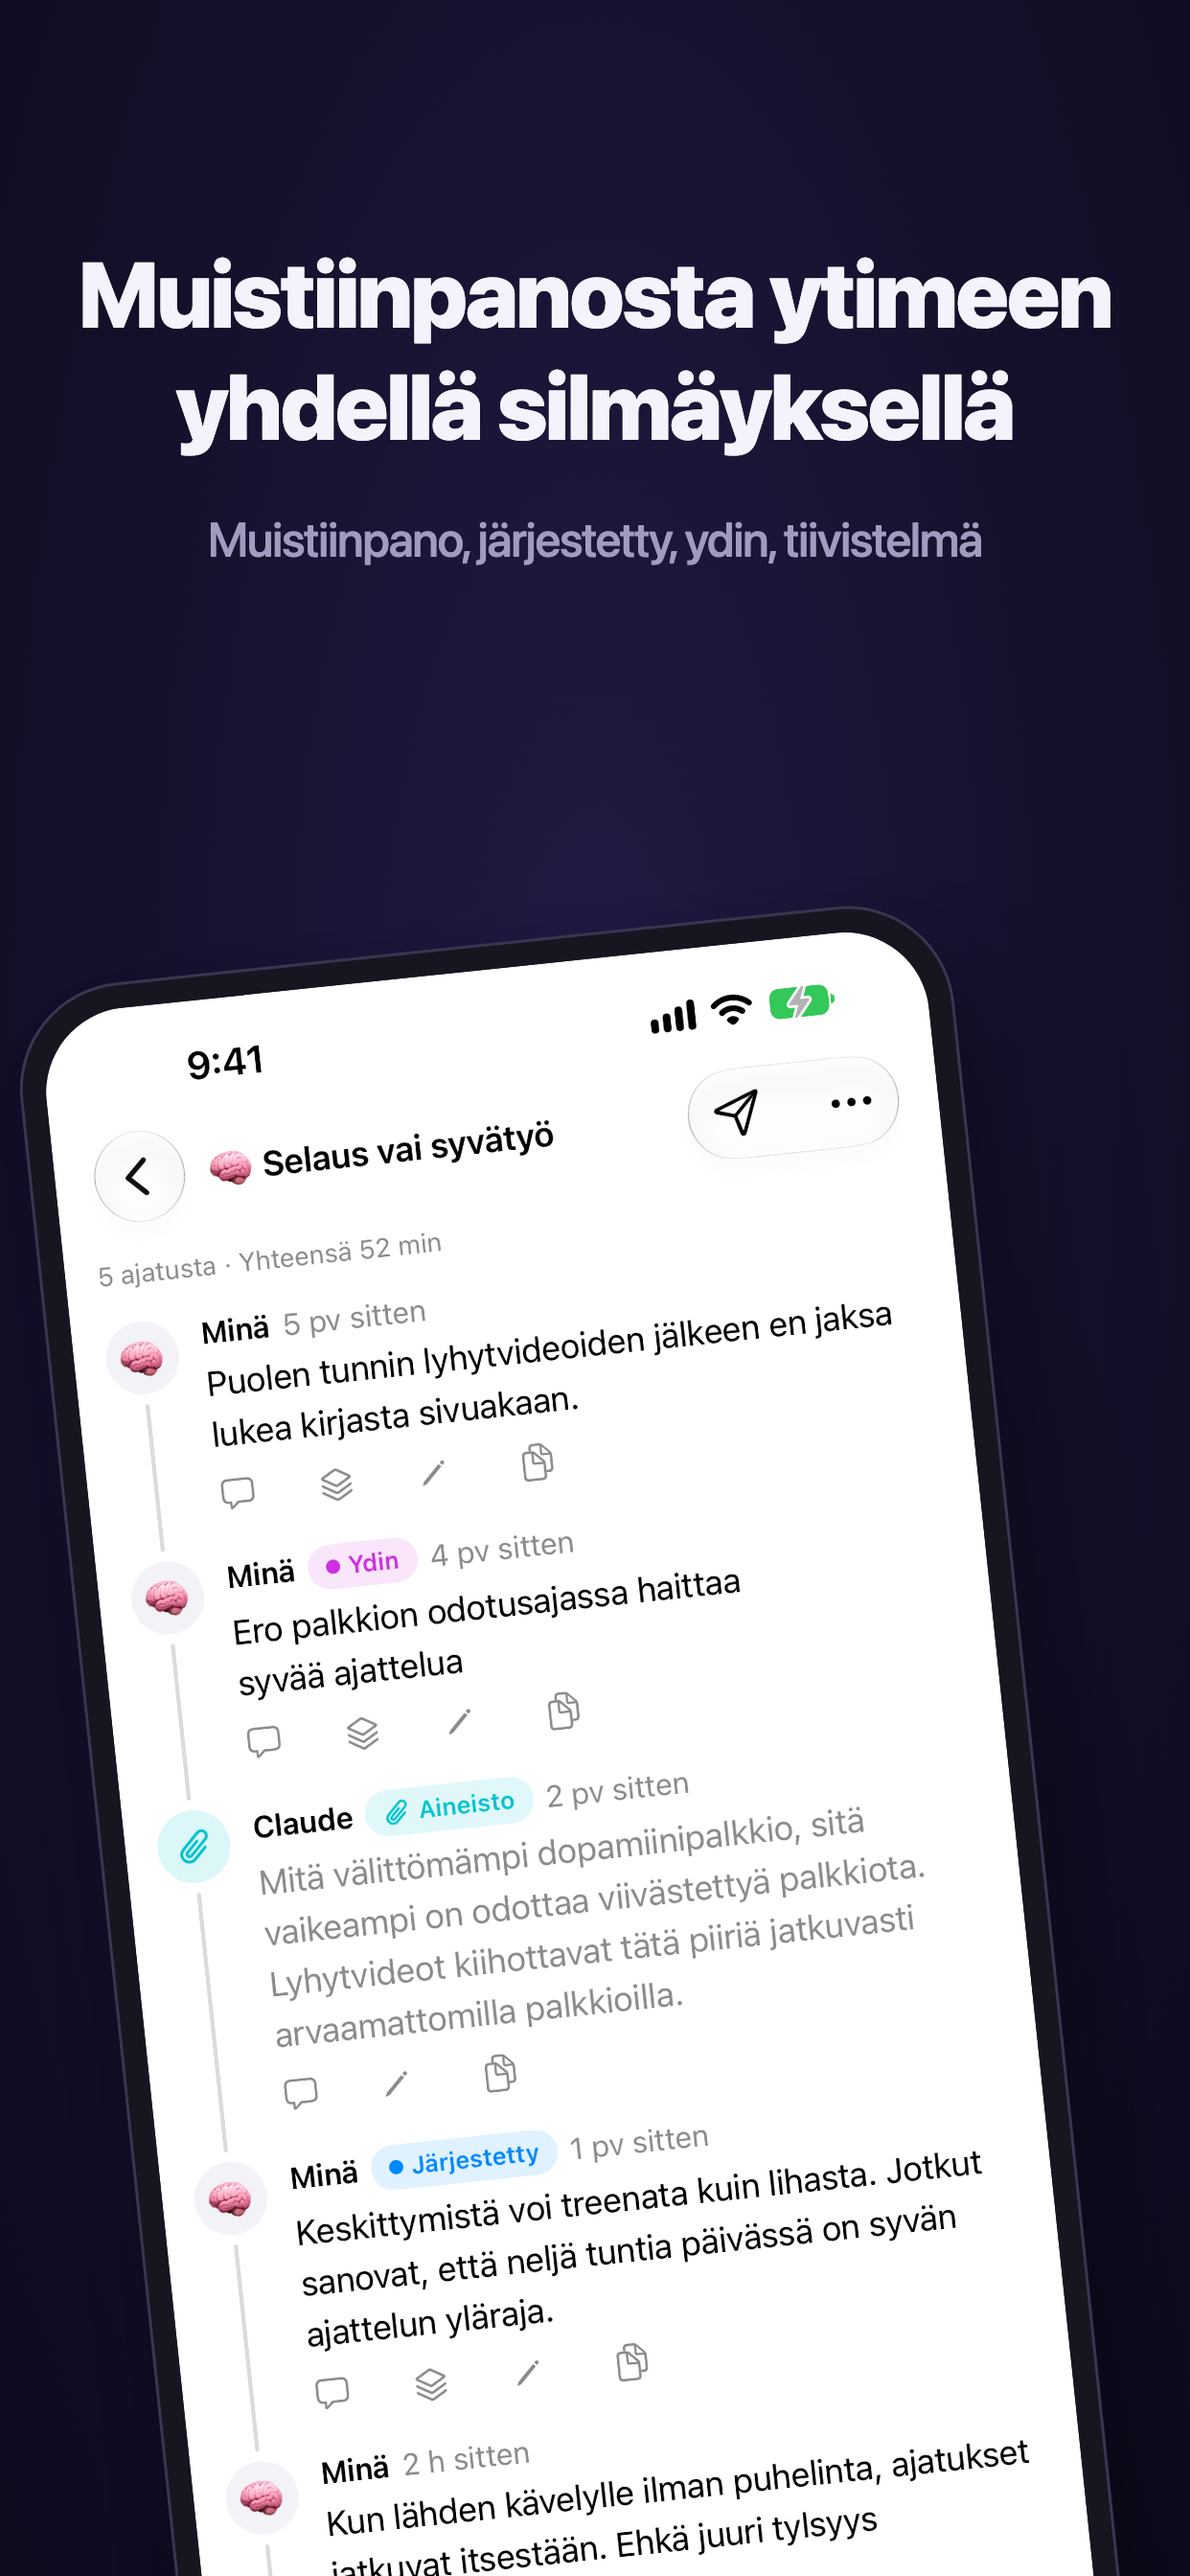 Muistiinpanosta ytimeen
yhdellä silmäyksellä
Muistiinpano, järjestetty, ydin, tiivistelmä
9:41
🧠 Selaus vai syvätyö
5 ajatusta · Yhteensä 52 min
Minä 5 pv sitten
Puolen tunnin lyhytvideoiden jälkeen en jaksa
lukea kirjasta sivuakaan.
Minä Ydin 4 pv sitten
Ero palkkion odotusajassa haittaa
syvää ajattelua
Claude Aineisto 2 pv sitten
Mitä välittömämpi dopamiinipalkkio, sitä
vaikeampi on odottaa viivästettyä palkkiota.
Lyhytvideot kiihottavat tätä piiriä jatkuvasti
arvaamattomilla palkkioilla.
Minä Järjestetty 1 pv sitten
Keskittymistä voi treenata kuin lihasta. Jotkut
sanovat, että neljä tuntia päivässä on syvän
ajattelun yläraja.
Minä 2 h sitten
Kun lähden kävelylle ilman puhelinta, ajatukset
jatkuvat itsestään. Ehkä juuri tylsyys